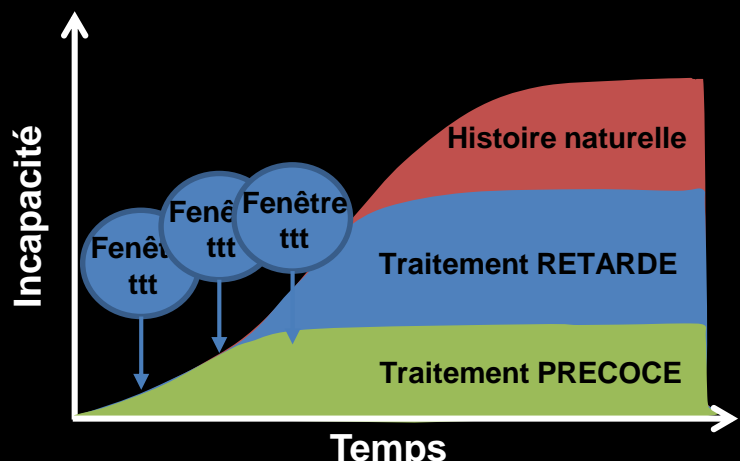 Incapacité
Histoire naturelle
Fenêt
ttt
Fenê
ttt
Fenêtre
ttt
Traitement RETARDE
Traitement PRECOCE
Temps